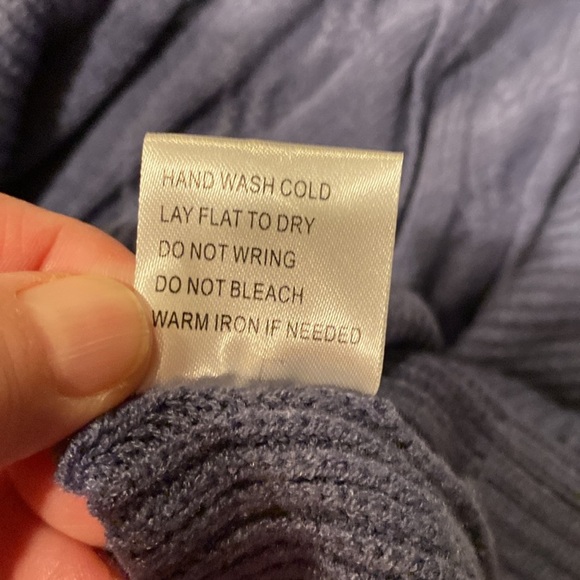 HAND WASH COLD
LAY FLAT TO DRY
DO NOT WRING
DO NOT BLEACH
WARM IRON IF NEEDED